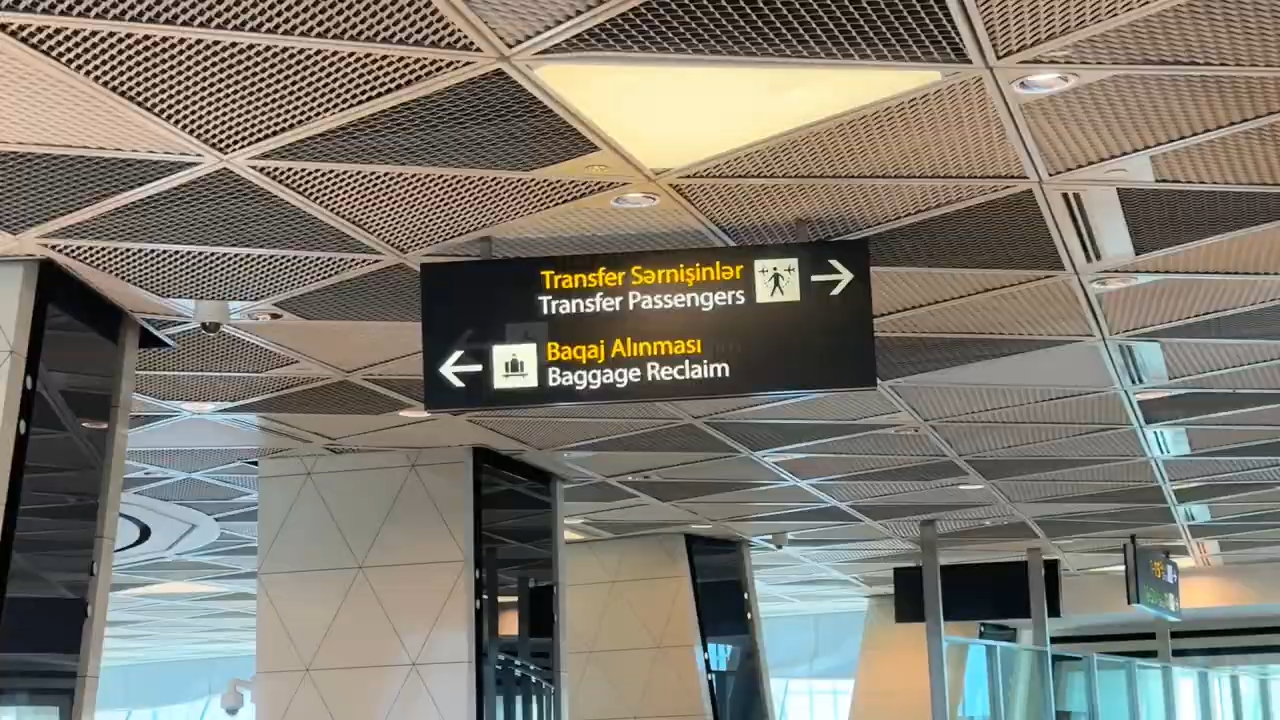 Transfer Sərnişinlər
Transfer Passengers
Baqaj Alınması
Baggage Reclaim